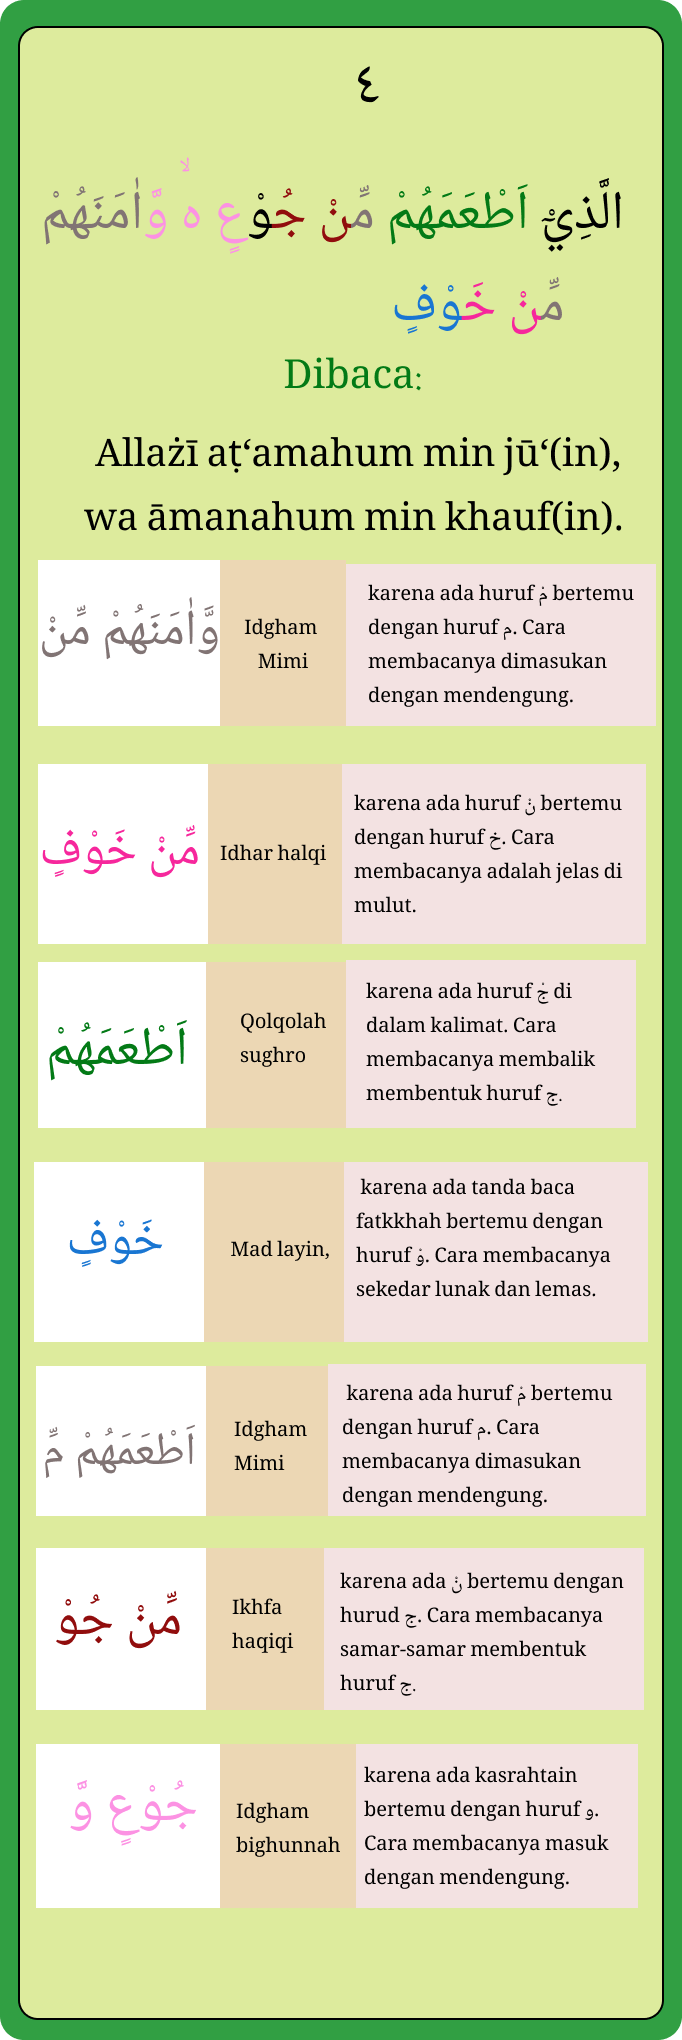 ٤
الَّذِيْٓ اَطْعَمَهُمْ مِّنْ جُوْعٍ ەۙ وَّاٰمَنَهُمْ
مِّنْ خَوْفٍ
Dibaca:
Allażī aṭ‘amahum min jū‘(in),
wa āmanahum min khauf(in).
وَّاٰمَنَهُمْ مِّنْ
Idgham
Mimi
karena ada huruf مْ bertemu
dengan huruf م. Cara
membacanya dimasukan
dengan mendengung.
مِّنْ خَوْفٍ
Idhar halqi
karena ada huruf نْ bertemu
dengan huruf خ. Cara
membacanya adalah jelas di
mulut.
اَطْعَمَهُمْ
Qolqolah
sughro
karena ada huruf جْ di
dalam kalimat. Cara
membacanya membalik
membentuk huruf ج.
خَوْفٍ
Mad layin,
karena ada tanda baca
fatkkhah bertemu dengan
huruf وْ. Cara membacanya
sekedar lunak dan lemas.
اَطْعَمَهُمْ مِّ
Idgham
Mimi
karena ada huruf مْ bertemu
dengan huruf م. Cara
membacanya dimasukan
dengan mendengung.
مِّنْ جُوْ
Ikhfa
haqiqi
karena ada نْ bertemu dengan
hurud ج. Cara membacanya
samar-samar membentuk
huruf ج.
جُوْعٍ وَّ
Idgham
bighunnah
karena ada kasrahtain
bertemu dengan huruf و.
Cara membacanya masuk
dengan mendengung.